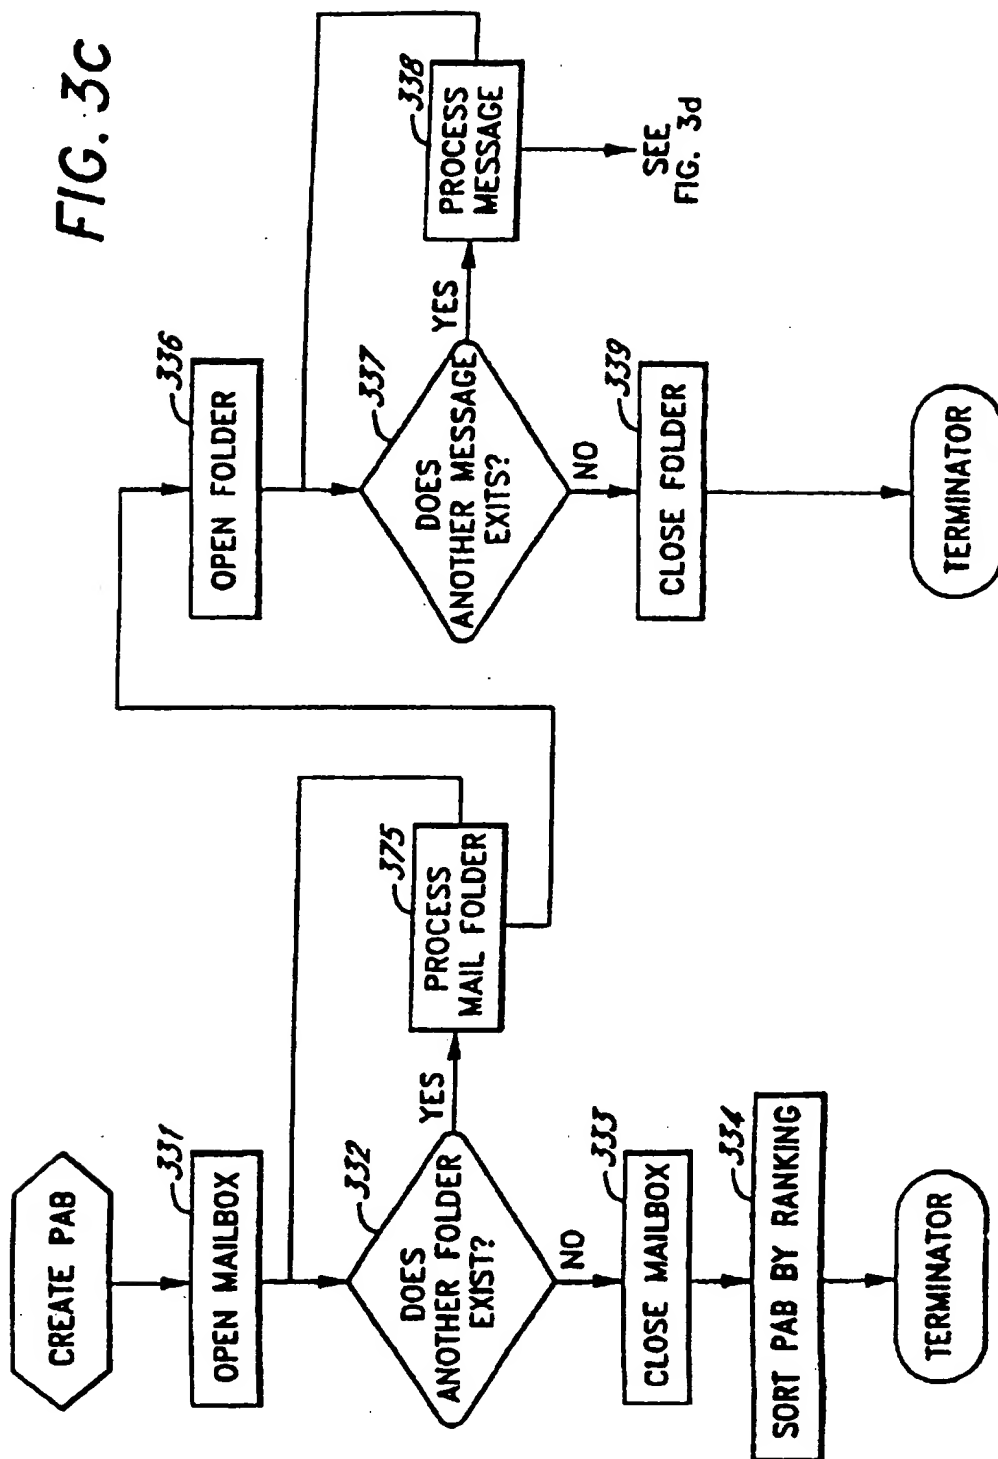 FIG. 3c
CREATE PAB
331
OPEN MAILBOX
332
DOES
ANOTHER FOLDER
EXIST?
YES
375
PROCESS
MAIL FOLDER
NO
333
CLOSE MAILBOX
334
SORT PAB BY RANKING
TERMINATOR
336
OPEN FOLDER
337
DOES
ANOTHER MESSAGE
EXITS?
YES
338
PROCESS
MESSAGE
SEE
FIG. 3d
NO
339
CLOSE FOLDER
TERMINATOR